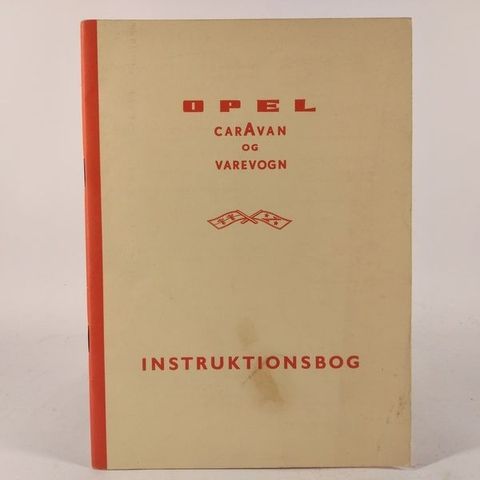 OPEL
CARAVAN
OG
VAREVOGN
INSTRUKTIONSBOG